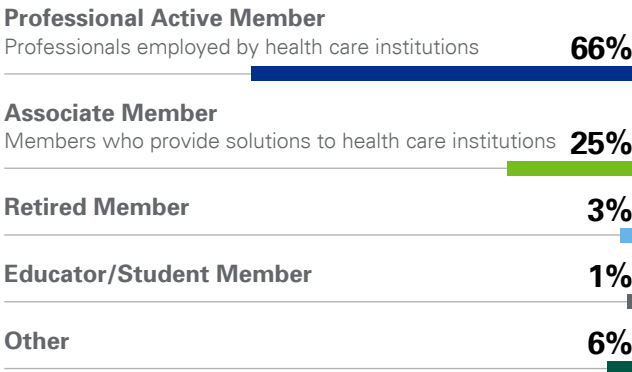 Professional Active Member
Professionals employed by health care institutions 66%
Associate Member
Members who provide solutions to health care institutions 25%
Retired Member 3%
Educator/Student Member 1%
Other 6%